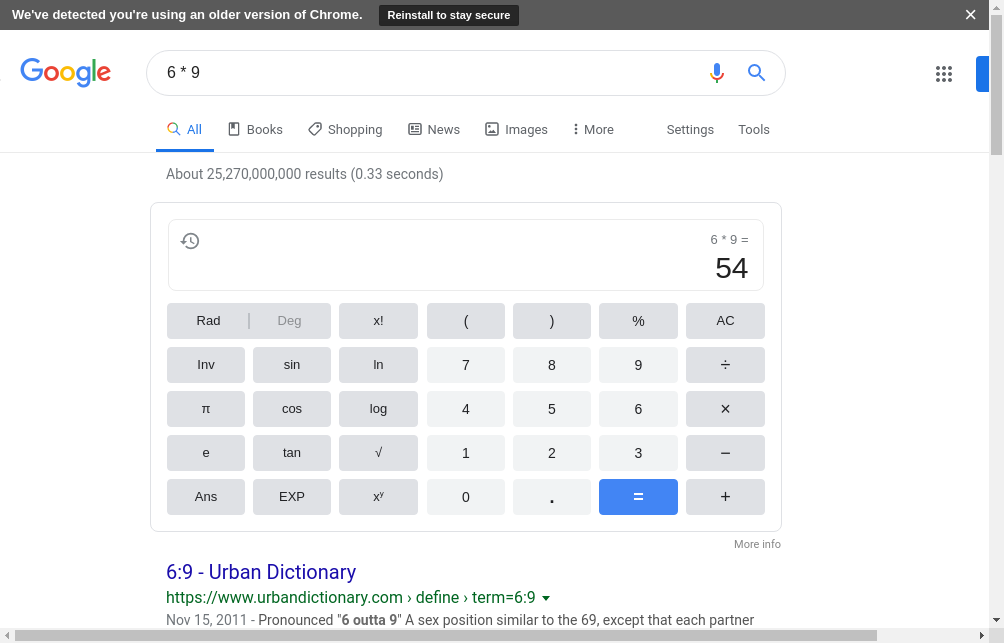 We've detected you're using an older version of Chrome. Reinstall to stay secure
Google 6 * 9
All Books Shopping News Images More Settings Tools
About 25,270,000,000 results (0.33 seconds)
6 * 9 =
54
Rad Deg x! ( ) % AC
Inv sin ln 7 8 9 ÷
π cos log 4 5 6 ×
e tan √ 1 2 3 −
Ans EXP xʸ 0 . = +
More info
6:9 - Urban Dictionary
https://www.urbandictionary.com › define › term=6:9
Nov 15, 2011 - Pronounced "6 outta 9" A sex position similar to the 69, except that each partner